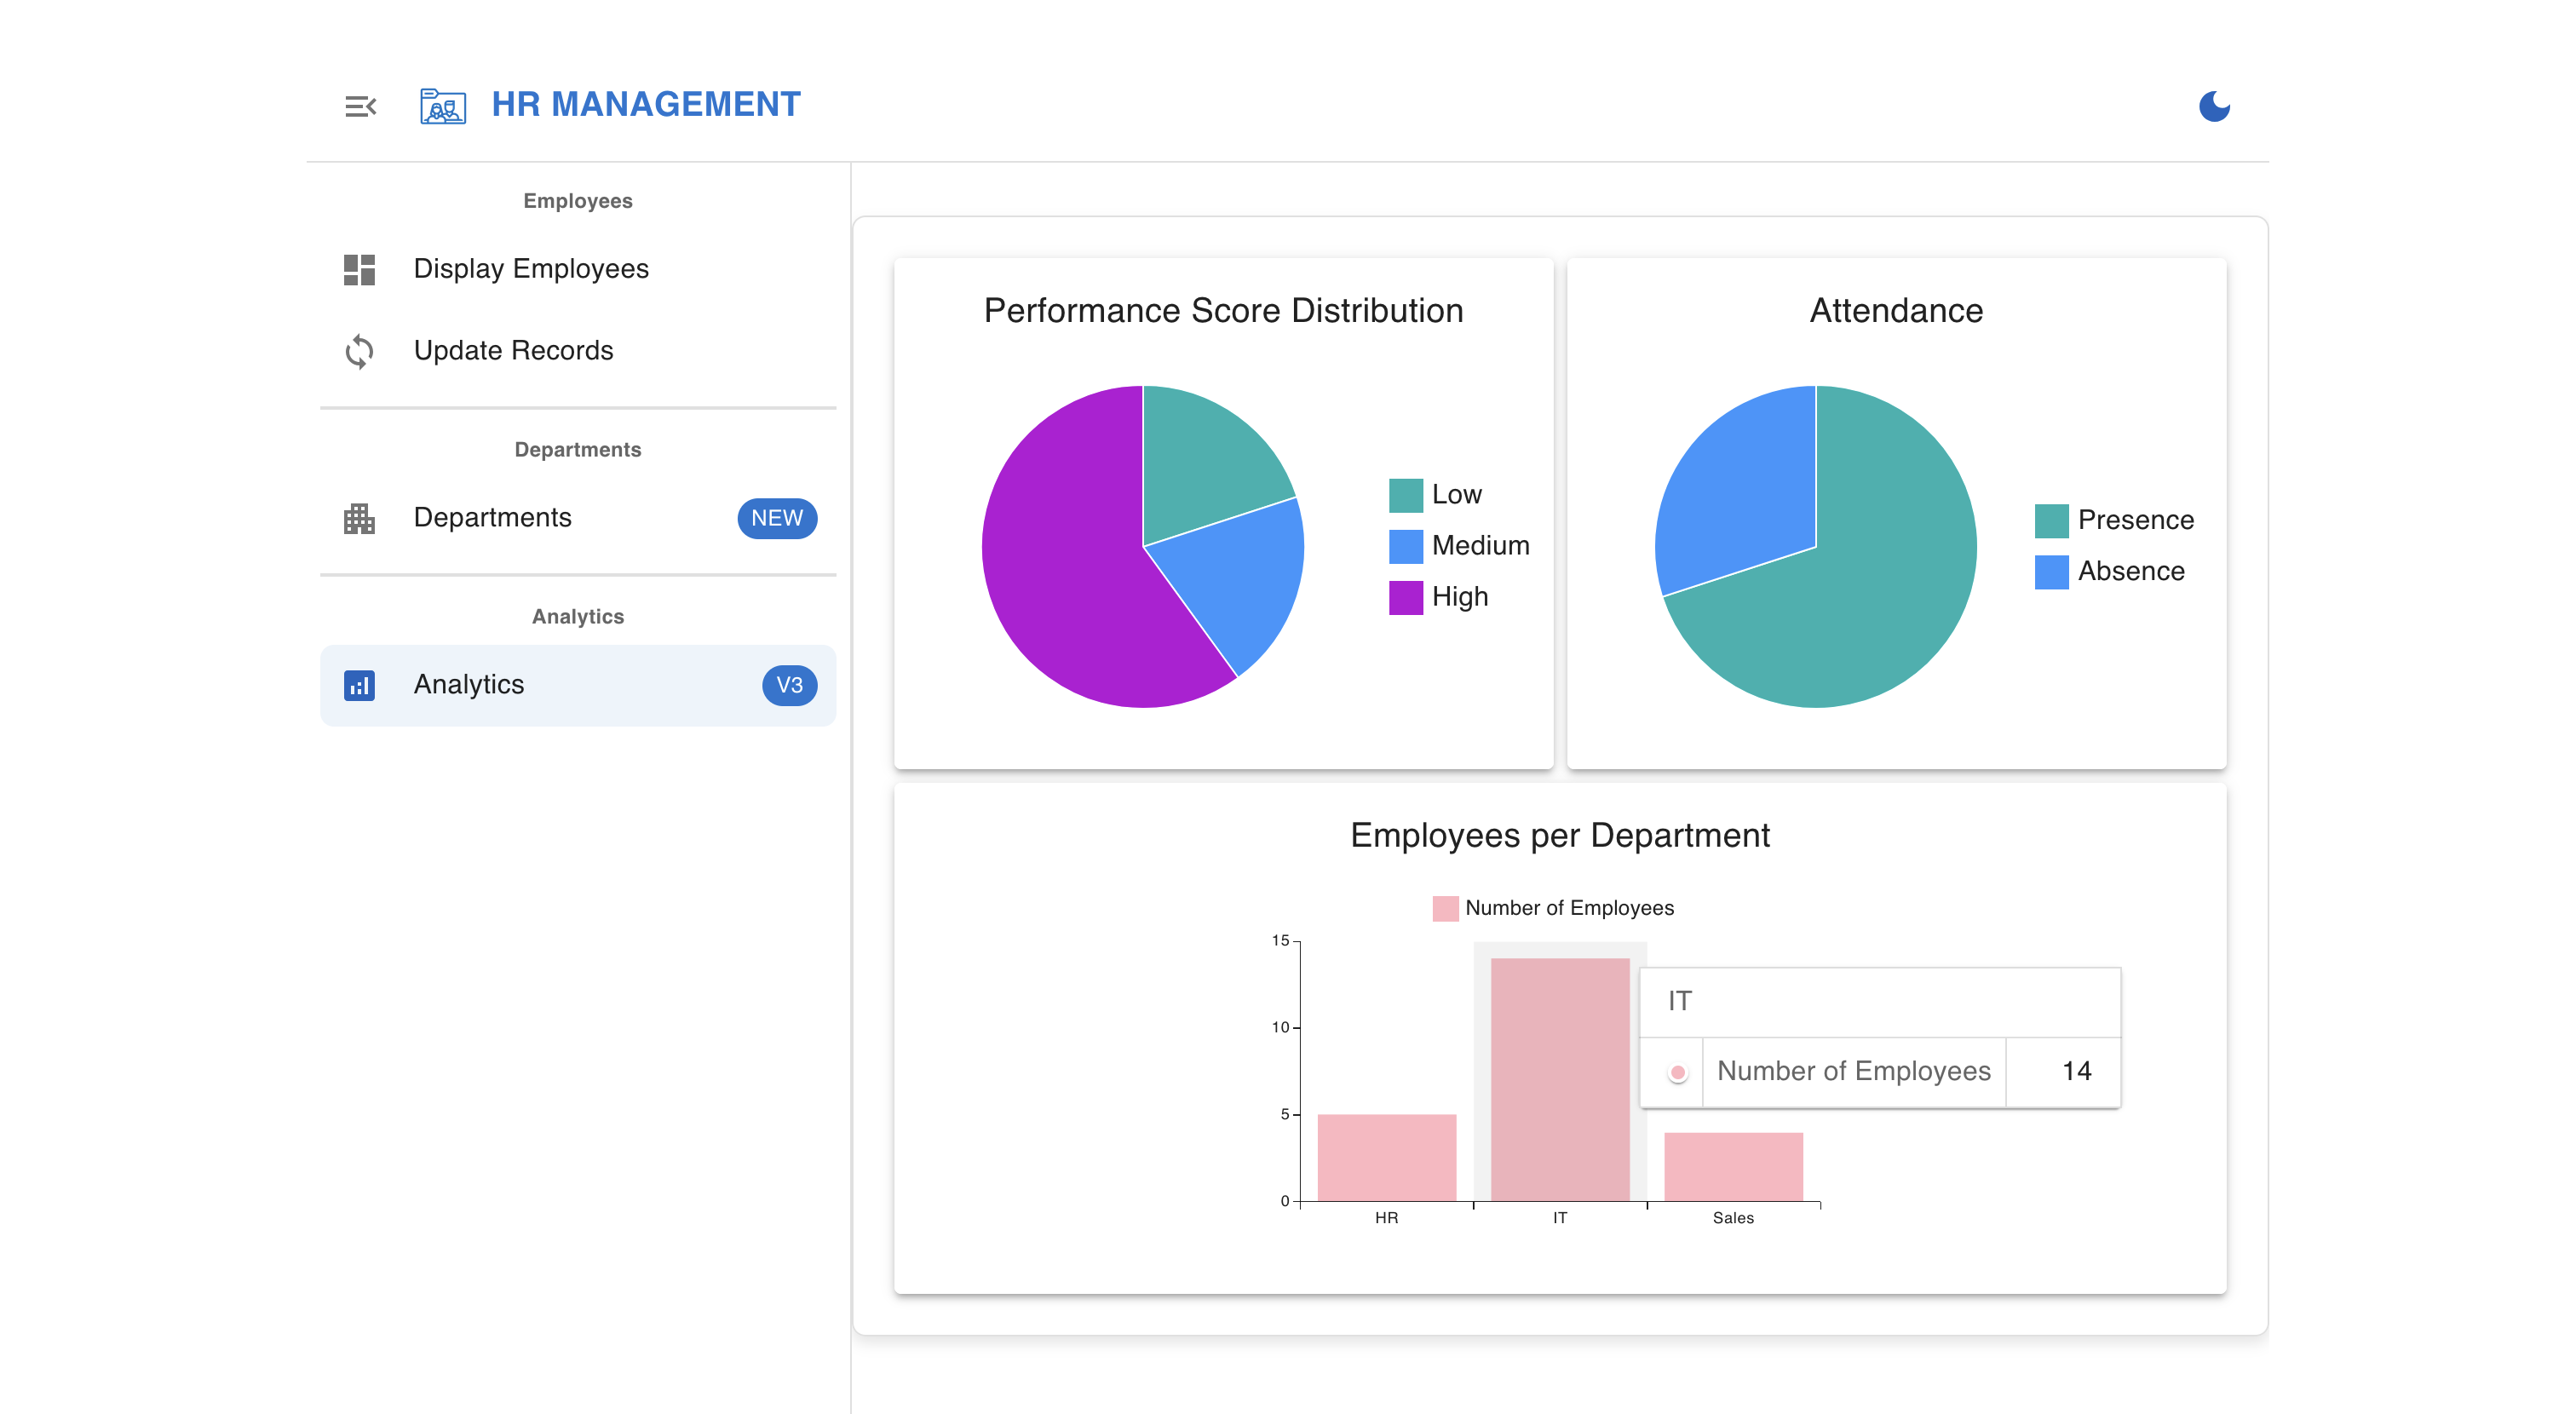 HR MANAGEMENT
Employees
Display Employees
Update Records
Departments
Departments NEW
Analytics
Analytics V3
Performance Score Distribution
Low
Medium
High
Attendance
Presence
Absence
Employees per Department
Number of Employees
15
10
5
0
HR IT Sales
IT
Number of Employees 14